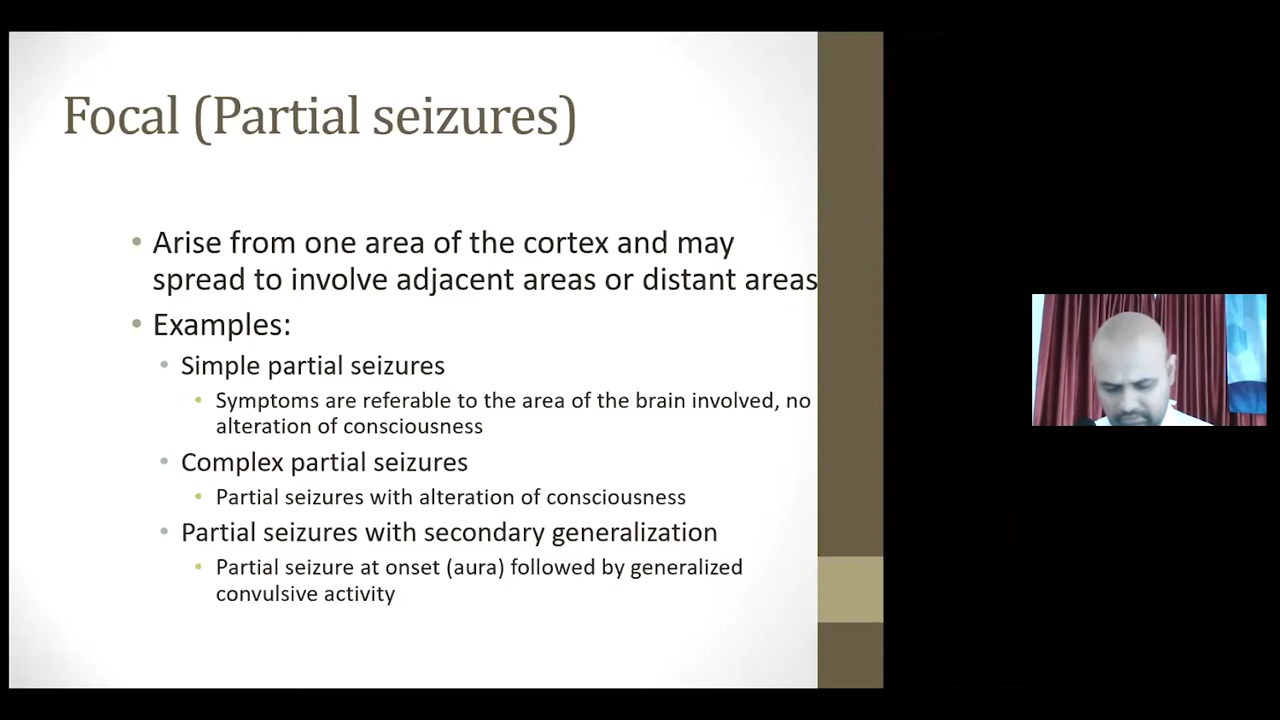 Focal (Partial seizures)
• Arise from one area of the cortex and may
spread to involve adjacent areas or distant areas
• Examples:
• Simple partial seizures
• Symptoms are referable to the area of the brain involved, no
alteration of consciousness
• Complex partial seizures
• Partial seizures with alteration of consciousness
• Partial seizures with secondary generalization
• Partial seizure at onset (aura) followed by generalized
convulsive activity